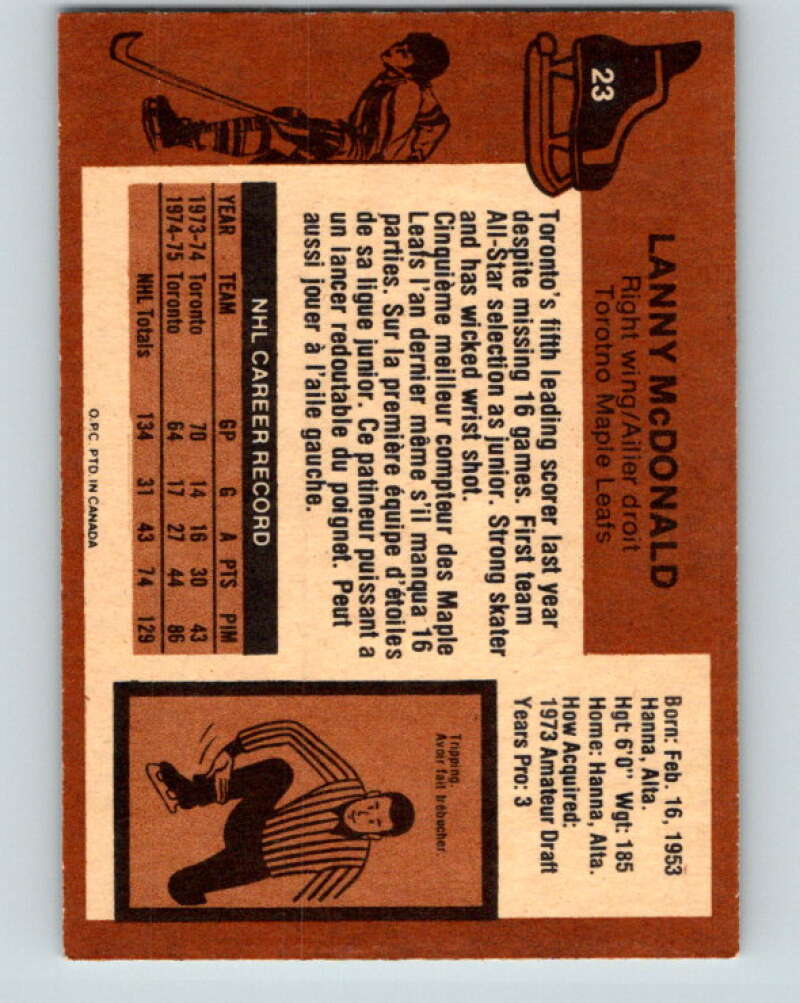 23
LANNY McDONALD
Right wing/Ailier droit
Torotno Maple Leafs
Born: Feb. 16, 1953
Hanna, Alta.
Hgt: 6'0" Wgt: 185
Home: Hanna, Alta.
How Acquired:
1973 Amateur Draft
Years Pro: 3
Toronto's fifth leading scorer last year
despite missing 16 games. First team
All-Star selection as junior. Strong skater
and has wicked wrist shot.
Cinquième meilleur compteur des Maple
Leafs l'an dernier même s'il manqua 16
parties. Sur la première équipe d'étoiles
de sa ligue junior. Ce patineur puissant a
un lancer redoutable du poignet. Peut
aussi jouer à l'aile gauche.
NHL CAREER RECORD
YEAR TEAM GP G A PTS PIM
1973-74 Toronto 70 14 16 30 43
1974-75 Toronto 64 17 27 44 86
NHL Totals 134 31 43 74 129
Tripping.
Avoir fait trébucher.
O.P.C. PTD. IN CANADA